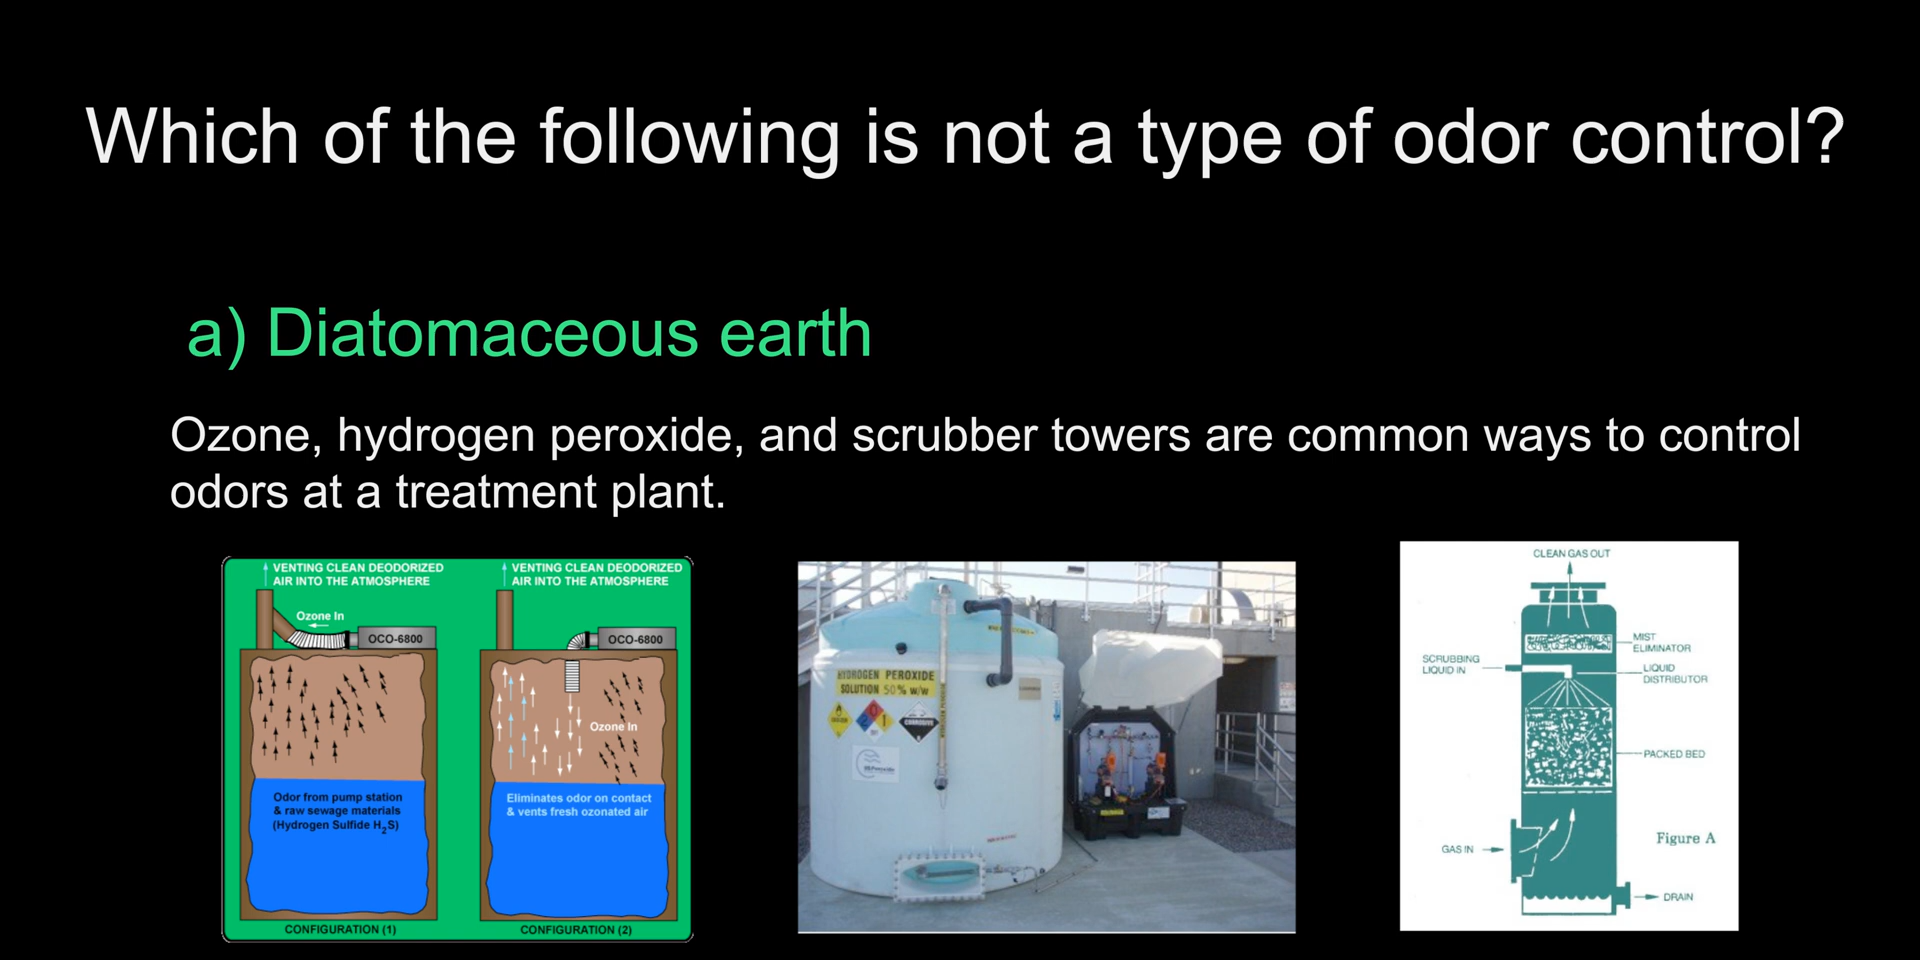 Which of the following is not a type of odor control?
a) Diatomaceous earth
Ozone, hydrogen peroxide, and scrubber towers are common ways to control
odors at a treatment plant.
VENTING CLEAN DEODORIZED
AIR INTO THE ATMOSPHERE
Ozone In
OCO-6800
Odor from pump station
& raw sewage materials
(Hydrogen Sulfide H2S)
CONFIGURATION (1)
VENTING CLEAN DEODORIZED
AIR INTO THE ATMOSPHERE
OCO-6800
Ozone In
Eliminates odor on contact
& vents fresh ozonated air
CONFIGURATION (2)
HYDROGEN PEROXIDE
SOLUTION 50% w/w
2 0 1
CORROSIVE
CLEAN GAS OUT
MIST
ELIMINATOR
SCRUBBING
LIQUID IN
LIQUID
DISTRIBUTOR
PACKED BED
Figure A
GAS IN
DRAIN